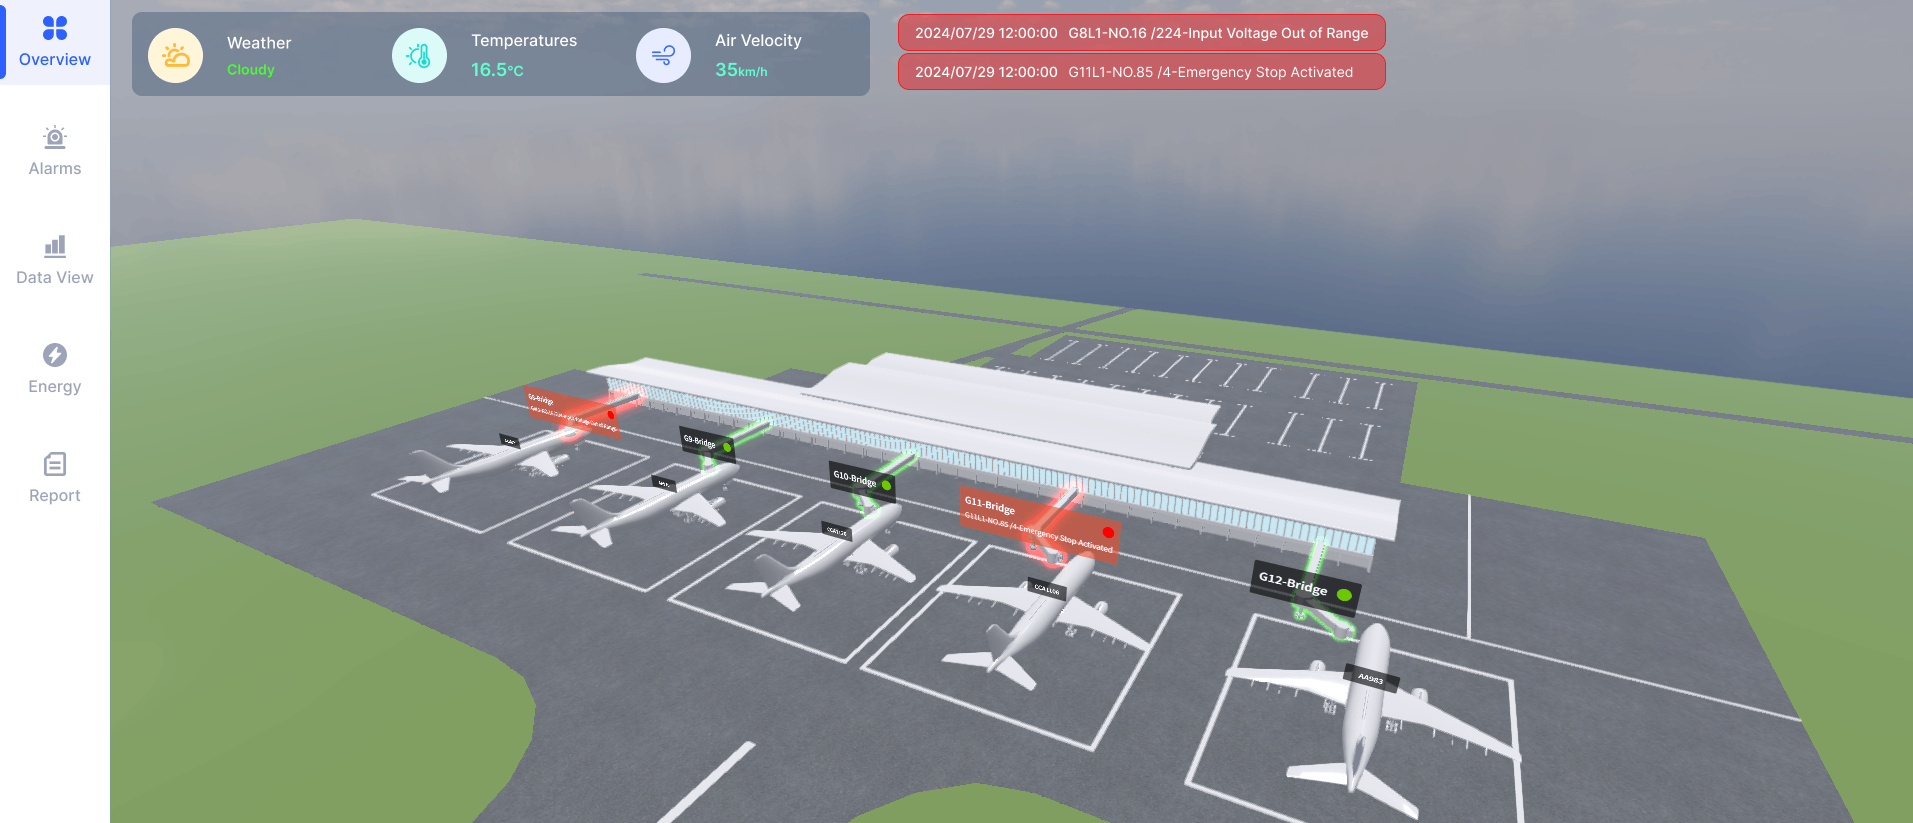 Overview
Alarms
Data View
Energy
Report
Weather
Cloudy
Temperatures
16.5°C
Air Velocity
35km/h
2024/07/29 12:00:00 G8L1-NO.16 /224-Input Voltage Out of Range
2024/07/29 12:00:00 G11L1-NO.85 /4-Emergency Stop Activated
G8-Bridge
G9-Bridge
G10-Bridge
G11-Bridge
G11L1-NO.85 /4-Emergency Stop Activated
G12-Bridge
AA983